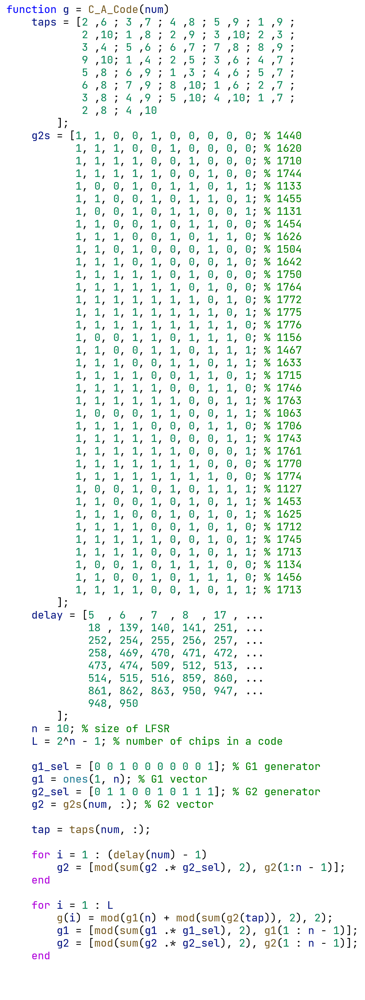 function g = C_A_Code(num)
    taps = [2 ,6 ; 3 ,7 ; 4 ,8 ; 5 ,9 ; 1 ,9 ;
            2 ,10; 1 ,8 ; 2 ,9 ; 3 ,10; 2 ,3 ;
            3 ,4 ; 5 ,6 ; 6 ,7 ; 7 ,8 ; 8 ,9 ;
            9 ,10; 1 ,4 ; 2 ,5 ; 3 ,6 ; 4 ,7 ;
            5 ,8 ; 6 ,9 ; 1 ,3 ; 4 ,6 ; 5 ,7 ;
            6 ,8 ; 7 ,9 ; 8 ,10; 1 ,6 ; 2 ,7 ;
            3 ,8 ; 4 ,9 ; 5 ,10; 4 ,10; 1 ,7 ;
            2 ,8 ; 4 ,10
        ];
    g2s = [1, 1, 0, 0, 1, 0, 0, 0, 0, 0; % 1440
           1, 1, 1, 0, 0, 1, 0, 0, 0, 0; % 1620
           1, 1, 1, 1, 0, 0, 1, 0, 0, 0; % 1710
           1, 1, 1, 1, 1, 0, 0, 1, 0, 0; % 1744
           1, 0, 0, 1, 0, 1, 1, 0, 1, 1; % 1133
           1, 1, 0, 0, 1, 0, 1, 1, 0, 1; % 1455
           1, 0, 0, 1, 0, 1, 1, 0, 0, 1; % 1131
           1, 1, 0, 0, 1, 0, 1, 1, 0, 0; % 1454
           1, 1, 1, 0, 0, 1, 0, 1, 1, 0; % 1626
           1, 1, 0, 1, 0, 0, 0, 1, 0, 0; % 1504
           1, 1, 1, 0, 1, 0, 0, 0, 1, 0; % 1642
           1, 1, 1, 1, 1, 0, 1, 0, 0, 0; % 1750
           1, 1, 1, 1, 1, 1, 0, 1, 0, 0; % 1764
           1, 1, 1, 1, 1, 1, 1, 0, 1, 0; % 1772
           1, 1, 1, 1, 1, 1, 1, 1, 0, 1; % 1775
           1, 1, 1, 1, 1, 1, 1, 1, 1, 0; % 1776
           1, 0, 0, 1, 1, 0, 1, 1, 1, 0; % 1156
           1, 1, 0, 0, 1, 1, 0, 1, 1, 1; % 1467
           1, 1, 1, 0, 0, 1, 1, 0, 1, 1; % 1633
           1, 1, 1, 1, 0, 0, 1, 1, 0, 1; % 1715
           1, 1, 1, 1, 1, 0, 0, 1, 1, 0; % 1746
           1, 1, 1, 1, 1, 1, 0, 0, 1, 1; % 1763
           1, 0, 0, 0, 1, 1, 0, 0, 1, 1; % 1063
           1, 1, 1, 1, 0, 0, 0, 1, 1, 0; % 1706
           1, 1, 1, 1, 1, 0, 0, 0, 1, 1; % 1743
           1, 1, 1, 1, 1, 1, 0, 0, 0, 1; % 1761
           1, 1, 1, 1, 1, 1, 1, 0, 0, 0; % 1770
           1, 1, 1, 1, 1, 1, 1, 1, 0, 0; % 1774
           1, 0, 0, 1, 0, 1, 0, 1, 1, 1; % 1127
           1, 1, 0, 0, 1, 0, 1, 0, 1, 1; % 1453
           1, 1, 1, 0, 0, 1, 0, 1, 0, 1; % 1625
           1, 1, 1, 1, 0, 0, 1, 0, 1, 0; % 1712
           1, 1, 1, 1, 1, 0, 0, 1, 0, 1; % 1745
           1, 1, 1, 1, 0, 0, 1, 0, 1, 1; % 1713
           1, 0, 0, 1, 0, 1, 1, 1, 0, 0; % 1134
           1, 1, 0, 0, 1, 0, 1, 1, 1, 0; % 1456
           1, 1, 1, 1, 0, 0, 1, 0, 1, 1; % 1713
        ];
    delay = [5  , 6  , 7  , 8  , 17 , ...
             18 , 139, 140, 141, 251, ...
             252, 254, 255, 256, 257, ...
             258, 469, 470, 471, 472, ...
             473, 474, 509, 512, 513, ...
             514, 515, 516, 859, 860, ...
             861, 862, 863, 950, 947, ...
             948, 950
        ];
    n = 10; % size of LFSR
    L = 2^n - 1; % number of chips in a code

    g1_sel = [0 0 1 0 0 0 0 0 0 1]; % G1 generator
    g1 = ones(1, n); % G1 vector
    g2_sel = [0 1 1 0 0 1 0 1 1 1]; % G2 generator
    g2 = g2s(num, :); % G2 vector

    tap = taps(num, :);

    for i = 1 : (delay(num) - 1)
        g2 = [mod(sum(g2 .* g2_sel), 2), g2(1:n - 1)];
    end

    for i = 1 : L
        g(i) = mod(g1(n) + mod(sum(g2(tap)), 2), 2);
        g1 = [mod(sum(g1 .* g1_sel), 2), g1(1 : n - 1)];
        g2 = [mod(sum(g2 .* g2_sel), 2), g2(1 : n - 1)];
    end